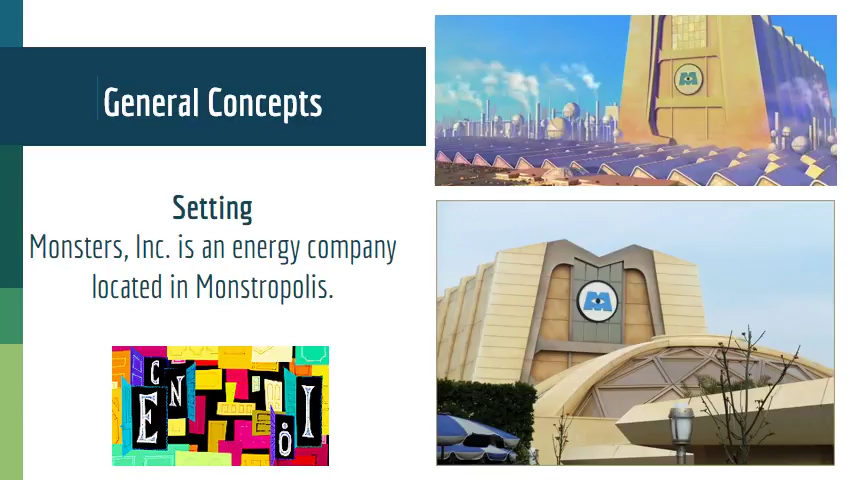 General Concepts
Setting
Monsters, Inc. is an energy company
located in Monstropolis.
C
N
E
I
Ö
M
M